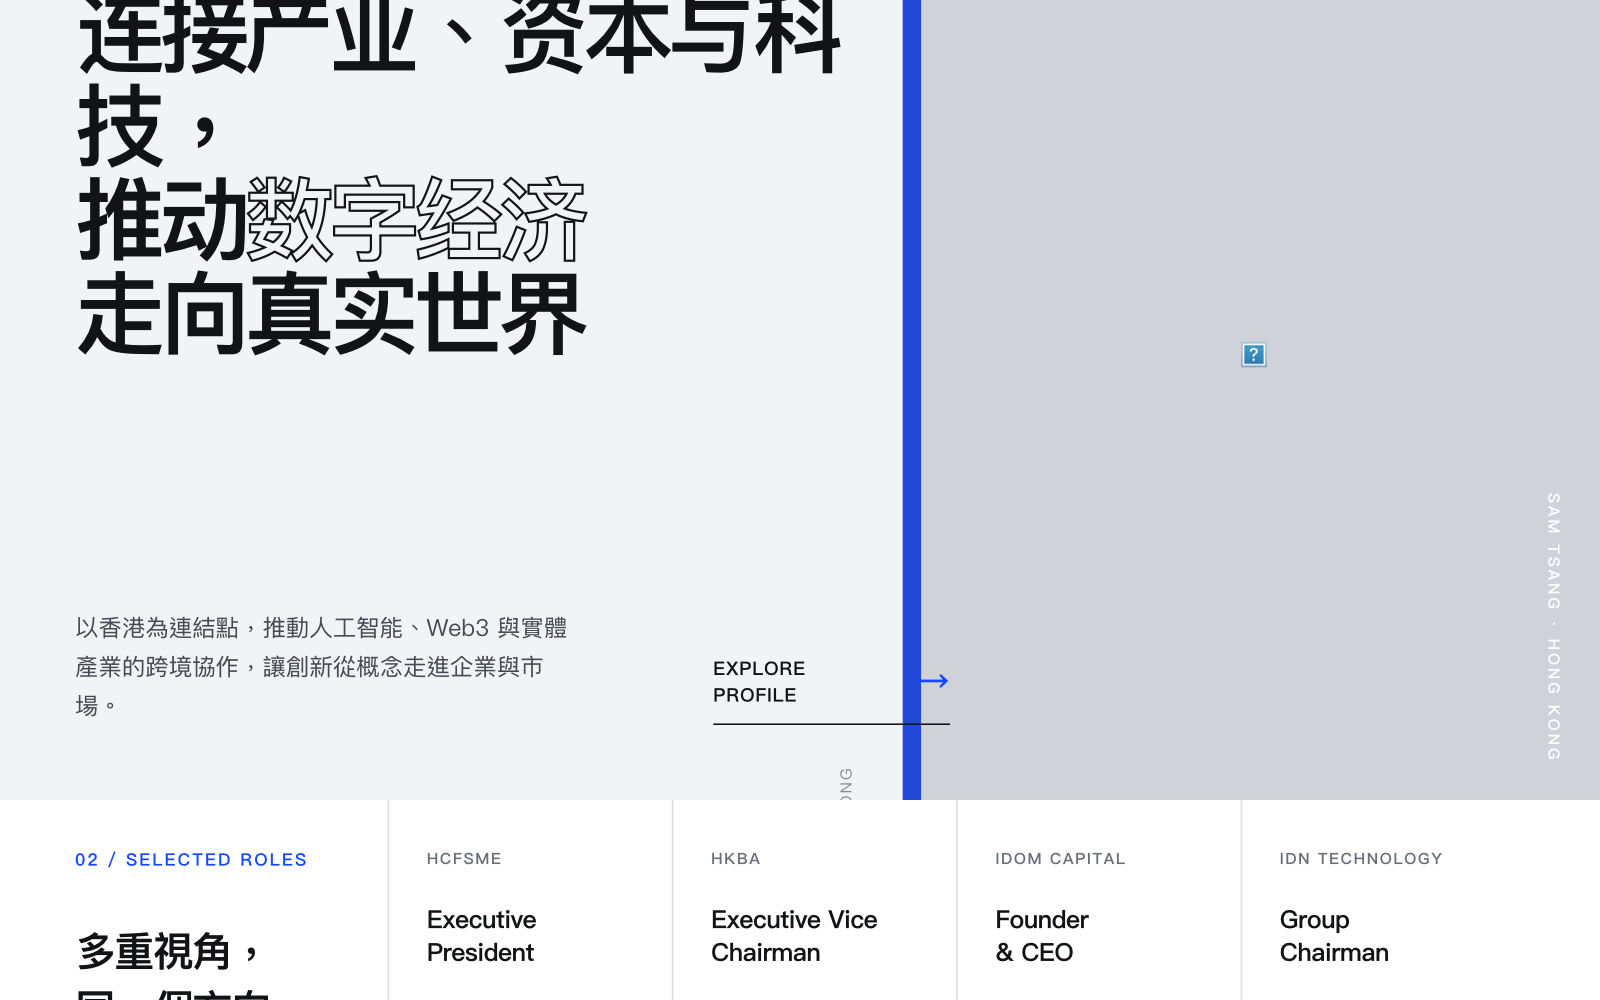 连接产业、资本与科
技，
推动数字经济
走向真实世界
以香港為連結點，推動人工智能、Web3 與實體
產業的跨境協作，讓創新從概念走進企業與市
場。
EXPLORE
PROFILE
SAM TSANG · HONG KONG
02 / SELECTED ROLES
多重視角，
HCFSME
Executive
President
HKBA
Executive Vice
Chairman
IDOM CAPITAL
Founder
& CEO
IDN TECHNOLOGY
Group
Chairman